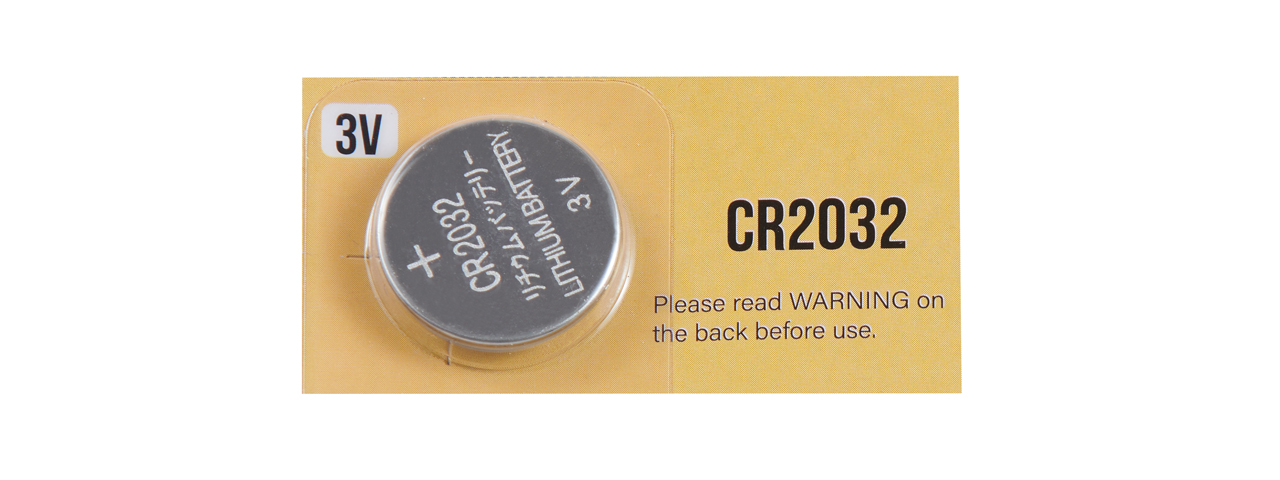 3V
+
CR2032
リチウムバッテリー
LITHIUM BATTERY
3V
CR2032
Please read WARNING on
the back before use.